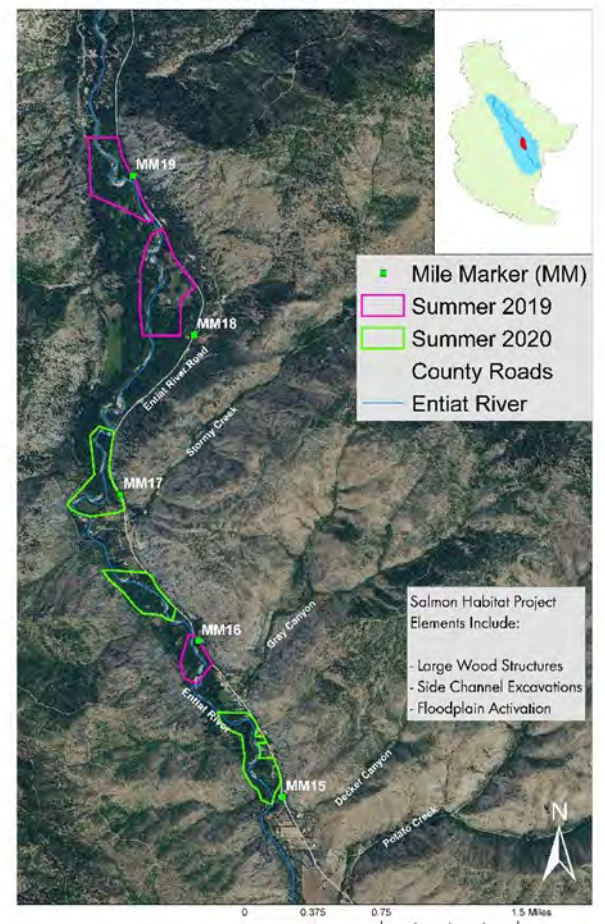 MM19
Mile Marker (MM)
Summer 2019
Summer 2020
County Roads
Entiat River
MM18
Entiat River Road
Stormy Creek
MM17
Salmon Habitat Project
Elements Include:
- Large Wood Structures
- Side Channel Excavations
- Floodplain Activation
MM16
Gray Canyon
Entiat River
MM15
Decker Canyon
Potato Creek
N
0 0.375 0.75 1.5 Miles